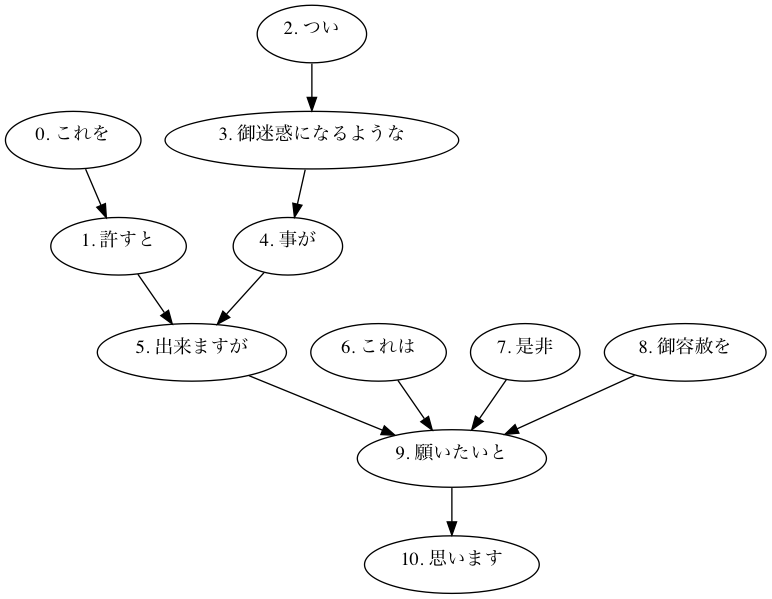 2. つい
0. これを
3. 御迷惑になるような
1. 許すと
4. 事が
5. 出来ますが
6. これは
7. 是非
8. 御容赦を
9. 願いたいと
10. 思います